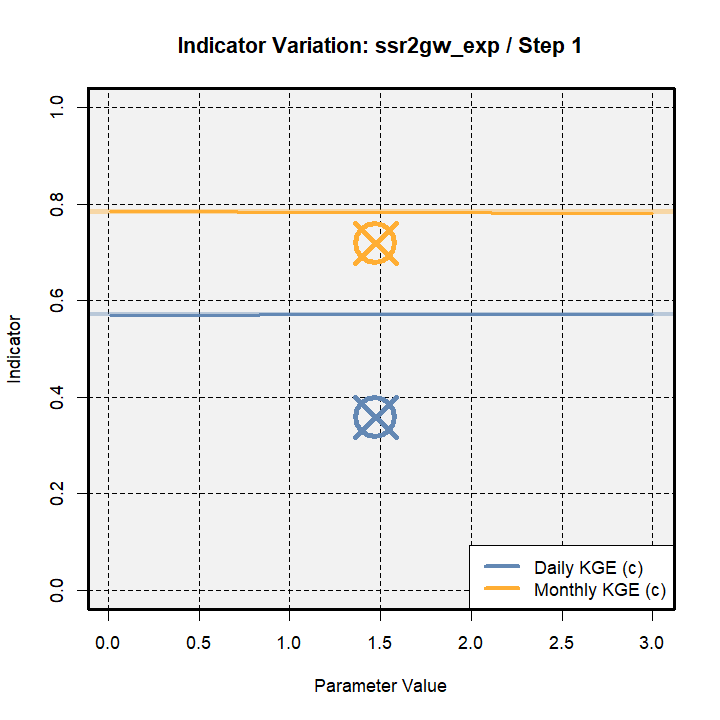 Indicator Variation: ssr2gw_exp / Step 1
Indicator
1.0
0.8
0.6
0.4
0.2
0.0
Daily KGE (c)
Monthly KGE (c)
0.0 0.5 1.0 1.5 2.0 2.5 3.0
Parameter Value